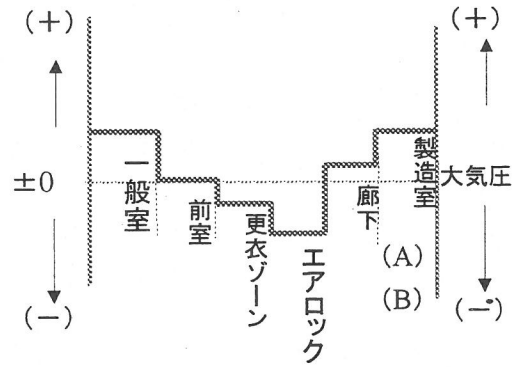 (＋)
(＋)
±0
大気圧
一般室
前室
更衣ゾーン
エアロック
廊下
製造室
(A)
(B)
(－)
(－)